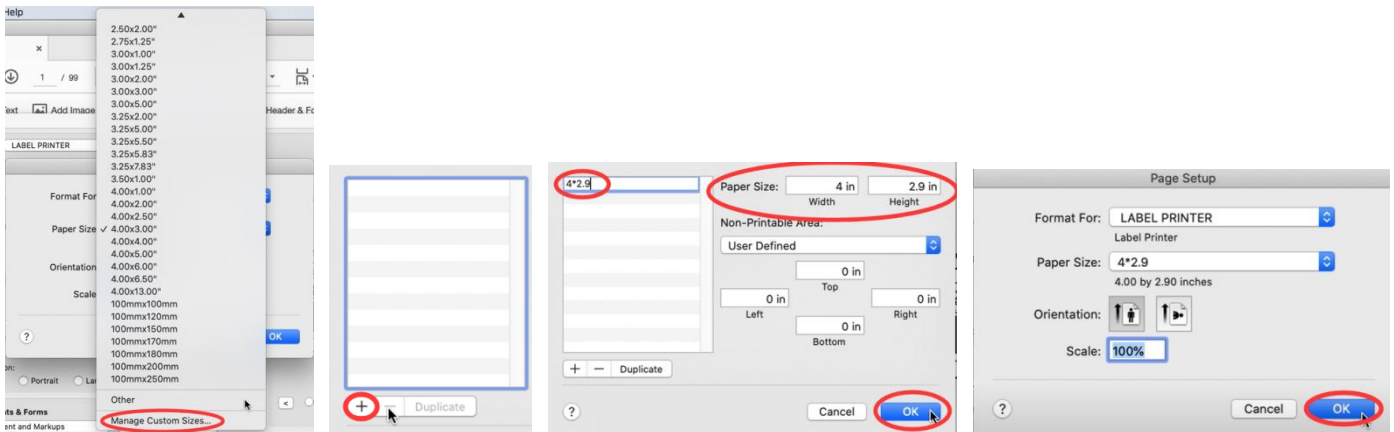 Help
1 / 99
Text Add Image
Header & Fo
LABEL PRINTER
2.50x2.00"
2.75x1.25"
3.00x1.00"
3.00x1.25"
3.00x2.00"
3.00x3.00"
3.00x5.00"
3.25x2.00"
3.25x5.00"
3.25x5.50"
3.25x5.83"
3.25x7.83"
3.50x1.00"
Format For
4.00x1.00"
4.00x2.00"
4.00x2.50"
Paper Size ✓ 4.00x3.00"
4.00x4.00"
4.00x5.00"
Orientation
4.00x6.00"
4.00x6.50"
Scale
4.00x13.00"
100mmx100mm
100mmx120mm
100mmx150mm
100mmx170mm
100mmx180mm
100mmx200mm
100mmx250mm
? OK
on:
Portrait La
Other
<
Manage Custom Sizes...
nts & Forms
ent and Markups
+ − Duplicate
4*2.9
Paper Size: 4 in 2.9 in
Width Height
Non-Printable Area:
User Defined
0 in
Top
0 in 0 in
Left Right
0 in
Bottom
+ − Duplicate
? Cancel OK
Page Setup
Format For: LABEL PRINTER
Label Printer
Paper Size: 4*2.9
4.00 by 2.90 inches
Orientation:
Scale: 100%
? Cancel OK